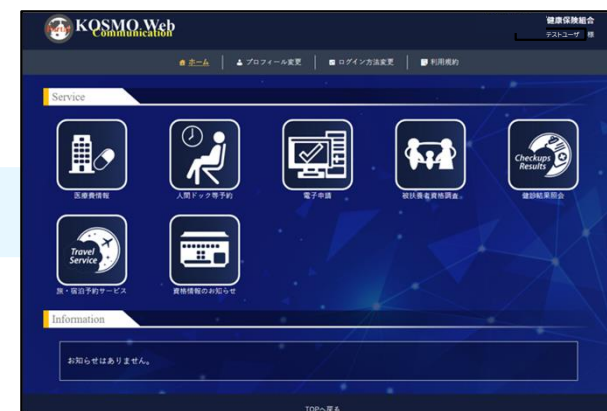 KOSMO Web
Communication
健康保険組合
テストユーザ 様
ホーム
プロフィール変更
ログイン方法変更
利用規約
Service
医療費情報
人間ドック等予約
電子申請
被扶養者資格調査
Checkups
Results
健診結果照会
Travel
Service
旅・宿泊予約サービス
資格情報のお知らせ
Information
お知らせはありません。
TOPへ戻る